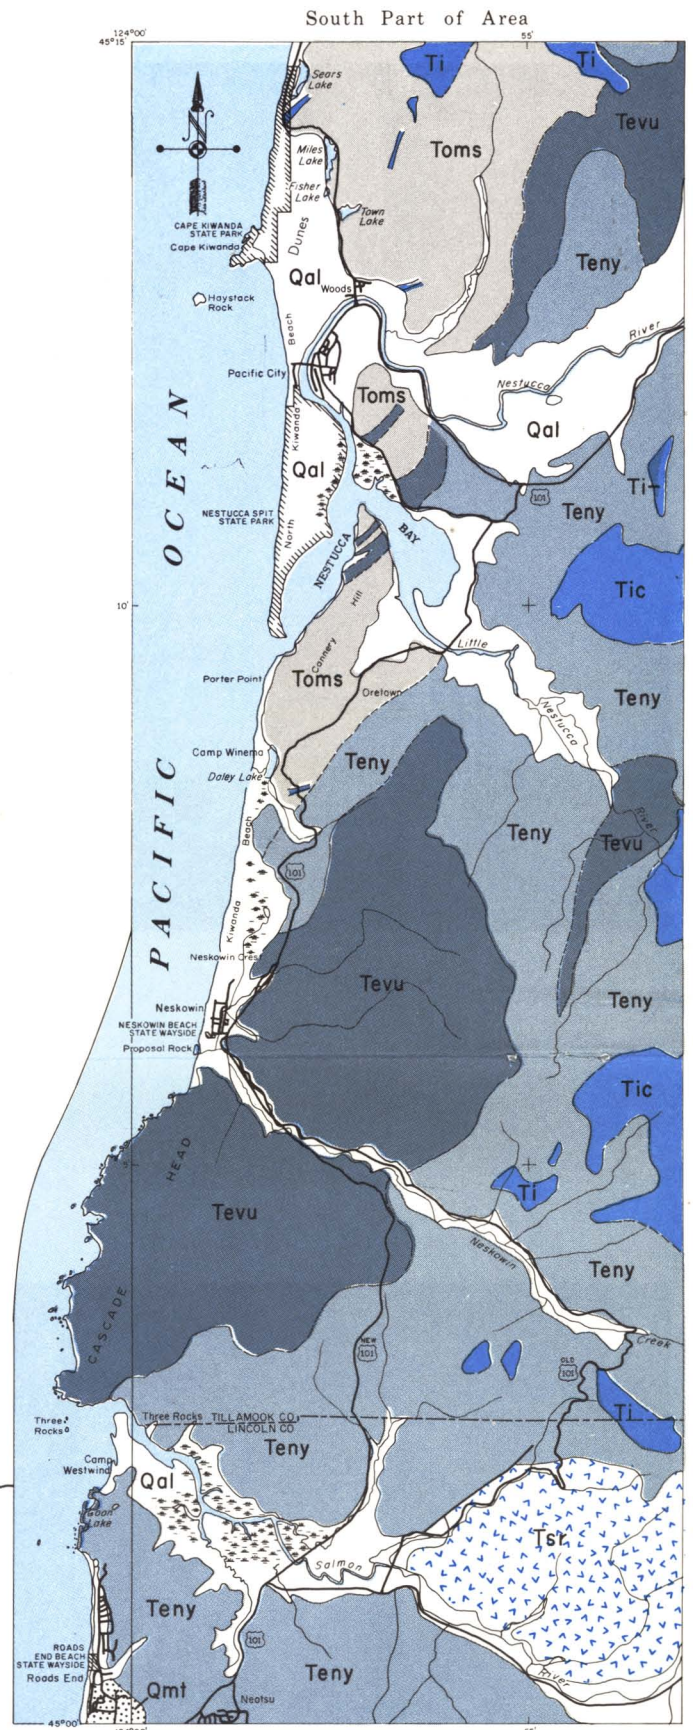 South Part of Area
124°00'
45°15'
55'
Ti
Ti
Sears
Lake
Tevu
Toms
Miles
Lake
Fisher
Lake
Town
Lake
CAPE KIWANDA
STATE PARK
Cape Kiwanda
Dunes
Teny
Qal
Woods
Haystack
Rock
Beach
River
Pacific City
Nestucca
Toms
Kiwanda
Qal
Qal
Ti
101
Teny
NESTUCCA SPIT
STATE PARK
North
NESTUCCA
BAY
OCEAN
Tic
10'
Hill
Cannery
Little
Porter Point
Toms
Oretown
Teny
Nestucca
Camp Winema
Daley Lake
Teny
PACIFIC
Beach
Teny
River
Tevu
101
Kiwanda
Neskowin Crest
Tevu
Teny
Neskowin
NESKOWIN BEACH
STATE WAYSIDE
Proposal Rock
Tic
HEAD
5'
Ti
Tevu
Neskowin
Teny
CASCADE
Creek
NEW
101
OLD
101
Ti
Three
Rocks
Three Rocks
TILLAMOOK CO.
LINCOLN CO
Teny
Camp
Westwind
Qal
Goon
Lake
Tsr
Salmon
Teny
101
ROADS
END BEACH
STATE WAYSIDE
Roads End
Teny
River
Qmt
Neotsu
45°00'